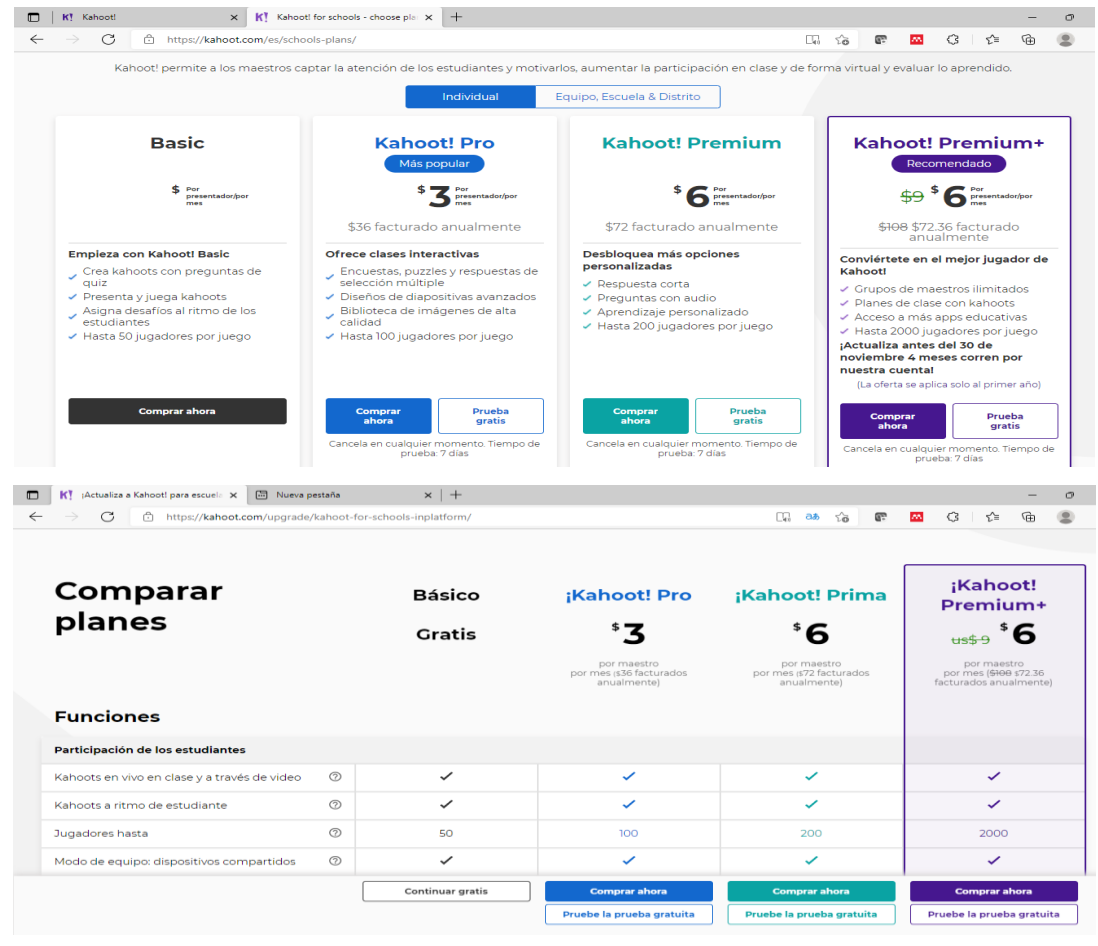 Kahoot!
Kahoot! for schools - choose pla
https://kahoot.com/es/schools-plans/
Kahoot! permite a los maestros captar la atención de los estudiantes y motivarlos, aumentar la participación en clase y de forma virtual y evaluar lo aprendido.
Individual
Equipo, Escuela & Distrito
Basic
$ Por presentador/por mes
Empieza con Kahoot! Basic
Crea kahoots con preguntas de
quiz
Presenta y juega kahoots
Asigna desafíos al ritmo de los
estudiantes
Hasta 50 jugadores por juego
Comprar ahora
Kahoot! Pro
Más popular
$3 Por presentador/por mes
$36 facturado anualmente
Ofrece clases interactivas
Encuestas, puzzles y respuestas de
selección múltiple
Diseños de diapositivas avanzados
Biblioteca de imágenes de alta
calidad
Hasta 100 jugadores por juego
Comprar
ahora
Prueba
gratis
Cancela en cualquier momento. Tiempo de
prueba: 7 días
Kahoot! Premium
$6 Por presentador/por mes
$72 facturado anualmente
Desbloquea más opciones
personalizadas
Respuesta corta
Preguntas con audio
Aprendizaje personalizado
Hasta 200 jugadores por juego
Comprar
ahora
Prueba
gratis
Cancela en cualquier momento. Tiempo de
prueba: 7 días
Kahoot! Premium+
Recomendado
$9 $6 Por presentador/por mes
$108 $72.36 facturado
anualmente
Conviértete en el mejor jugador de
Kahoot!
Grupos de maestros ilimitados
Planes de clase con kahoots
Acceso a más apps educativas
Hasta 2000 jugadores por juego
¡Actualiza antes del 30 de
noviembre 4 meses corren por
nuestra cuenta!
(La oferta se aplica solo al primer año)
Comprar
ahora
Prueba
gratis
Cancela en cualquier momento. Tiempo de
prueba: 7 días
¡Actualiza a Kahoot! para escuela
Nueva pestaña
https://kahoot.com/upgrade/kahoot-for-schools-inplatform/
Comparar
planes
Básico
Gratis
¡Kahoot! Pro
$3
por maestro
por mes ($36 facturados
anualmente)
¡Kahoot! Prima
$6
por maestro
por mes ($72 facturados
anualmente)
¡Kahoot!
Premium+
us$ 9 $6
por maestro
por mes ($108 $72.36
facturados anualmente)
Funciones
Participación de los estudiantes
Kahoots en vivo en clase y a través de video
Kahoots a ritmo de estudiante
Jugadores hasta 50 100 200 2000
Modo de equipo: dispositivos compartidos
Continuar gratis
Comprar ahora
Comprar ahora
Comprar ahora
Pruebe la prueba gratuita
Pruebe la prueba gratuita
Pruebe la prueba gratuita